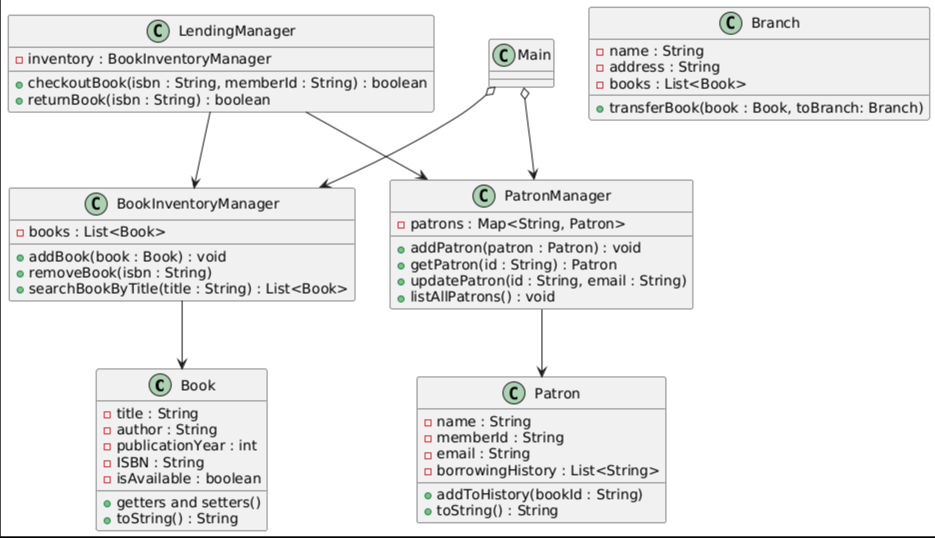 C LendingManager
inventory : BookInventoryManager
checkoutBook(isbn : String, memberId : String) : boolean
returnBook(isbn : String) : boolean
C Main
C Branch
name : String
address : String
books : List<Book>
transferBook(book : Book, toBranch: Branch)
C BookInventoryManager
books : List<Book>
addBook(book : Book) : void
removeBook(isbn : String)
searchBookByTitle(title : String) : List<Book>
C PatronManager
patrons : Map<String, Patron>
addPatron(patron : Patron) : void
getPatron(id : String) : Patron
updatePatron(id : String, email : String)
listAllPatrons() : void
C Book
title : String
author : String
publicationYear : int
ISBN : String
isAvailable : boolean
getters and setters()
toString() : String
C Patron
name : String
memberId : String
email : String
borrowingHistory : List<String>
addToHistory(bookId : String)
toString() : String